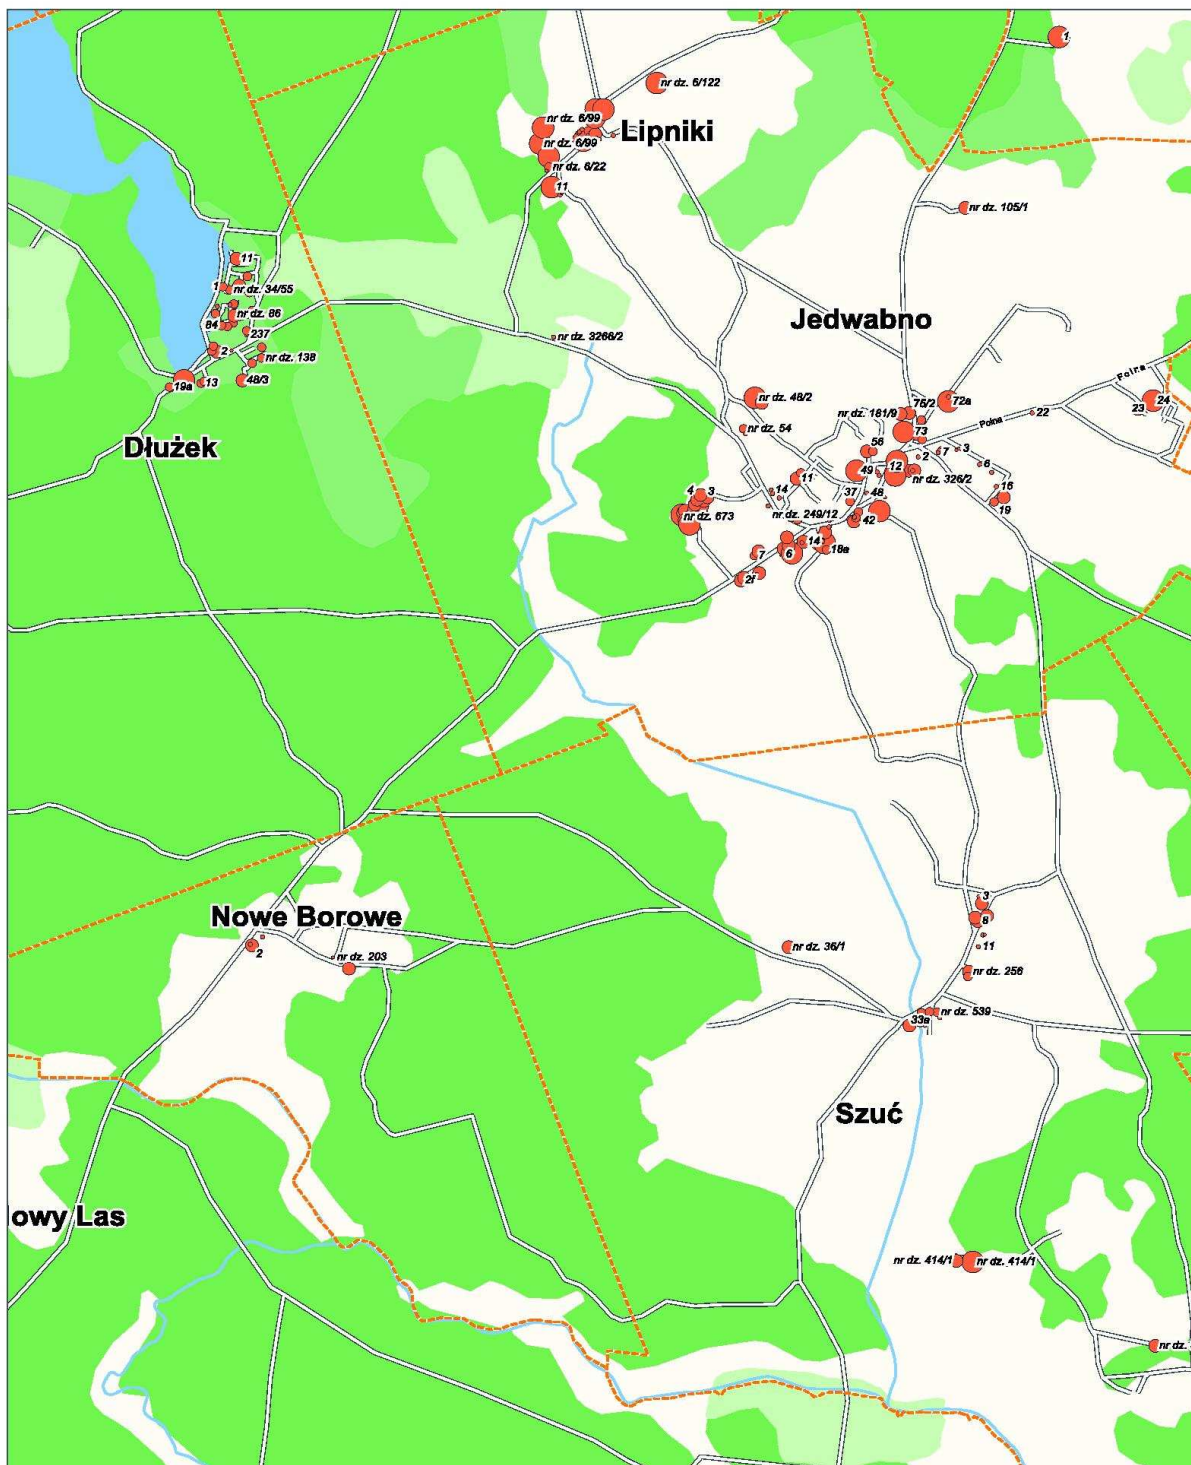 1
nr dz. 6/122
nr dz. 6/99
Lipniki
nr dz. 6/99
nr dz. 6/22
11
nr dz. 105/1
11
1
nr dz. 34/55
nr dz. 86
84
237
2
nr dz. 138
48/3
13
19a
Dłużek
nr dz. 3266/2
Jedwabno
Polna
nr dz. 48/2
76/2
72a
24
23
22
nr dz. 181/9
Polna
nr dz. 54
73
56
7
3
2
12
6
49
nr dz. 326/2
11
16
14
48
4
3
37
19
nr dz. 673
nr dz. 249/12
42
14
18a
7
6
2f
3
Nowe Borowe
8
2
nr dz. 36/1
11
nr dz. 203
nr dz. 256
nr dz. 539
33a
Szuć
owy Las
nr dz. 414/1
nr dz. 414/1
nr dz.